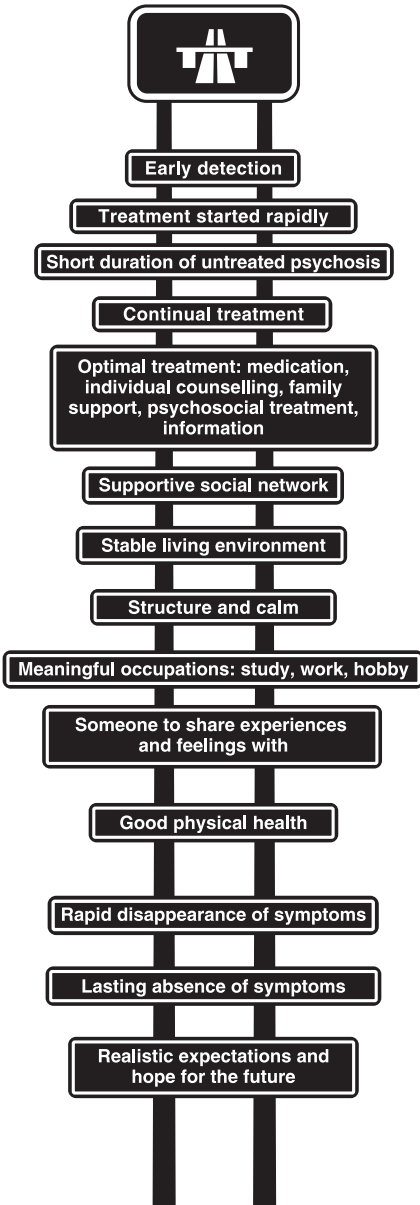 Early detection
Treatment started rapidly
Short duration of untreated psychosis
Continual treatment
Optimal treatment: medication,
individual counselling, family
support, psychosocial treatment,
information
Supportive social network
Stable living environment
Structure and calm
Meaningful occupations: study, work, hobby
Someone to share experiences
and feelings with
Good physical health
Rapid disappearance of symptoms
Lasting absence of symptoms
Realistic expectations and
hope for the future